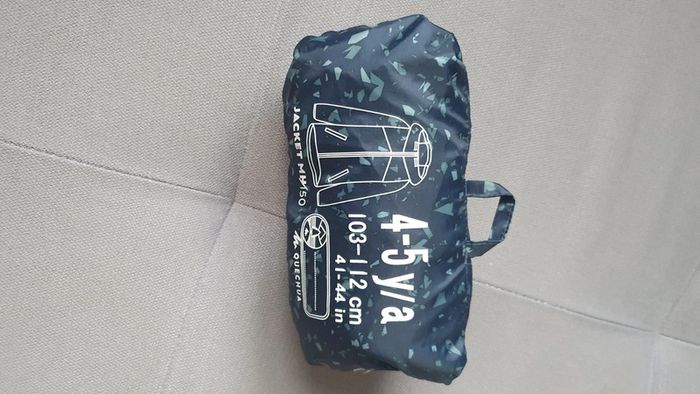 4-5 y/a
103-112 cm
41-44 in
JACKET MH150
QUECHUA